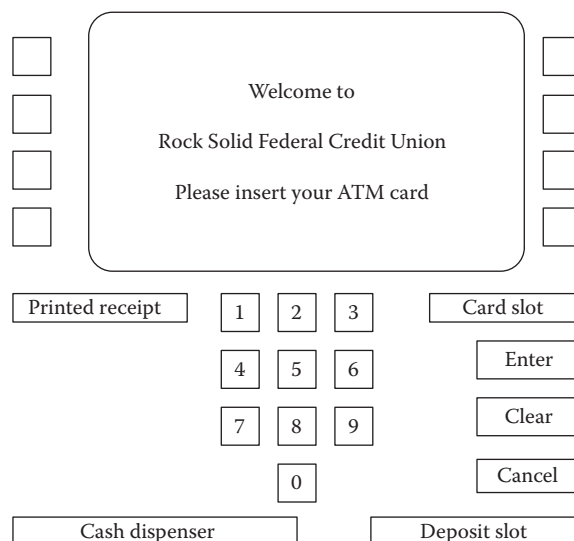 Welcome to
Rock Solid Federal Credit Union
Please insert your ATM card
Printed receipt
1 2 3
Card slot
4 5 6
Enter
7 8 9
Clear
0
Cancel
Cash dispenser
Deposit slot